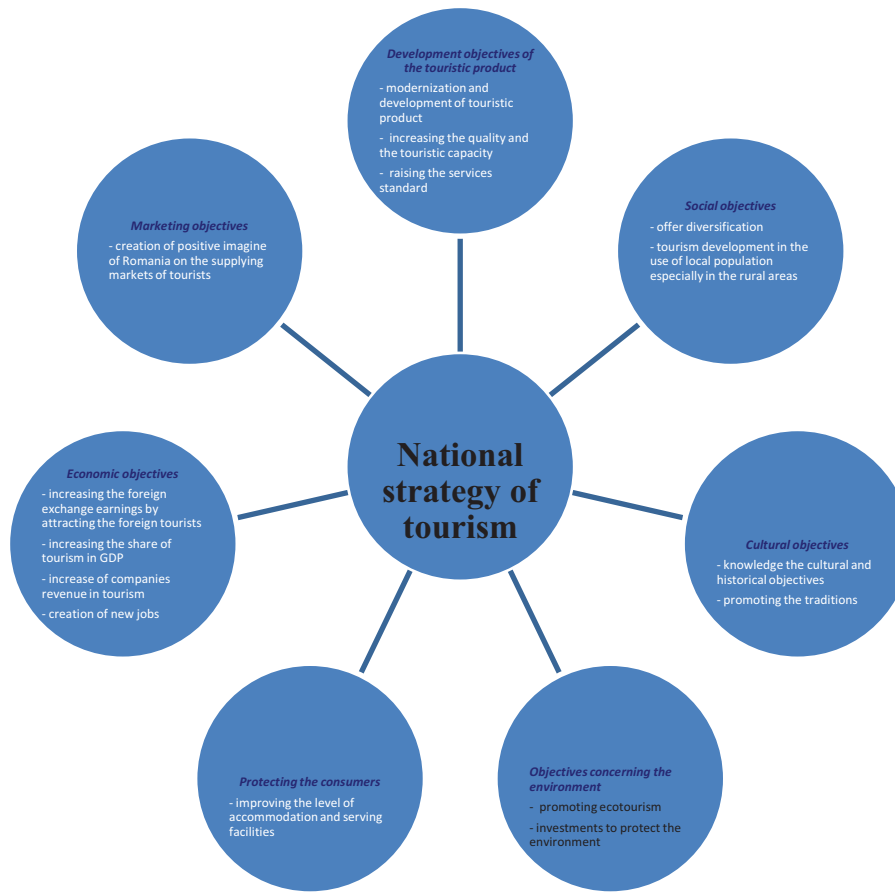 Development objectives of
the touristic product
- modernization and
development of touristic
product
- increasing the quality and
the touristic capacity
- raising the services
standard
Marketing objectives
- creation of positive imagine
of Romania on the supplying
markets of tourists
Social objectives
- offer diversification
- tourism development in the
use of local population
especially in the rural areas
National
strategy of
tourism
Economic objectives
- increasing the foreign
exchange earnings by
attracting the foreign tourists
- increasing the share of
tourism in GDP
- increase of companies
revenue in tourism
- creation of new jobs
Cultural objectives
- knowledge the cultural and
historical objectives
- promoting the traditions
Protecting the consumers
- improving the level of
accommodation and serving
facilities
Objectives concerning the
environment
- promoting ecotourism
- investments to protect the
environment